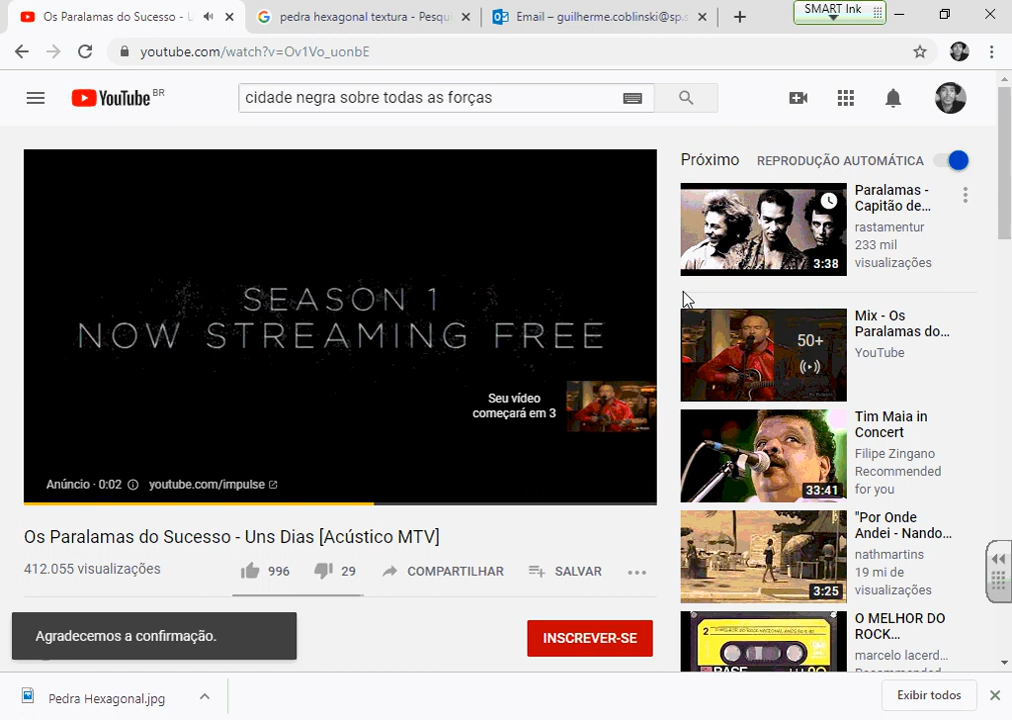 Os Paralamas do Sucesso - U
pedra hexagonal textura - Pesqui
Email – guilherme.coblinski@sp.s
SMART Ink
youtube.com/watch?v=Ov1Vo_uonbE
YouTube BR
cidade negra sobre todas as forças
SEASON 1
NOW STREAMING FREE
Seu vídeo
começará em 3
Anúncio · 0:02
youtube.com/impulse
Os Paralamas do Sucesso - Uns Dias [Acústico MTV]
412.055 visualizações
996
29
COMPARTILHAR
SALVAR
Agradecemos a confirmação.
INSCREVER-SE
Próximo
REPRODUÇÃO AUTOMÁTICA
3:38
Paralamas -
Capitão de...
rastamentur
233 mil
visualizações
50+
Mix - Os
Paralamas do...
YouTube
33:41
Tim Maia in
Concert
Filipe Zingano
Recommended
for you
3:25
"Por Onde
Andei - Nando...
nathmartins
19 mi de
visualizações
2
BASE
O MELHOR DO
ROCK...
marcelo lacerd...
Recommended
Pedra Hexagonal.jpg
Exibir todos